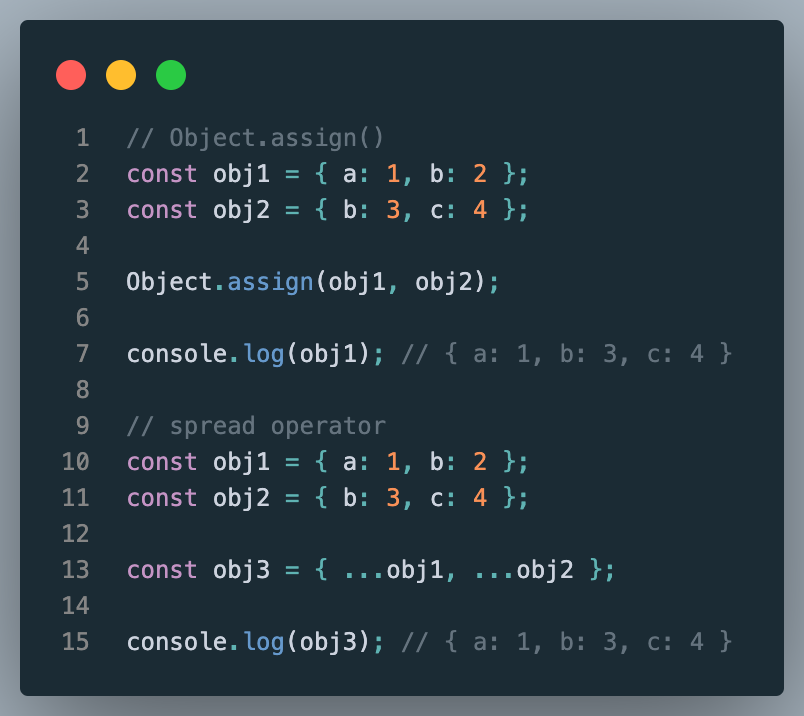 1 // Object.assign()
2 const obj1 = { a: 1, b: 2 };
3 const obj2 = { b: 3, c: 4 };
4
5 Object.assign(obj1, obj2);
6
7 console.log(obj1); // { a: 1, b: 3, c: 4 }
8
9 // spread operator
10 const obj1 = { a: 1, b: 2 };
11 const obj2 = { b: 3, c: 4 };
12
13 const obj3 = { ...obj1, ...obj2 };
14
15 console.log(obj3); // { a: 1, b: 3, c: 4 }